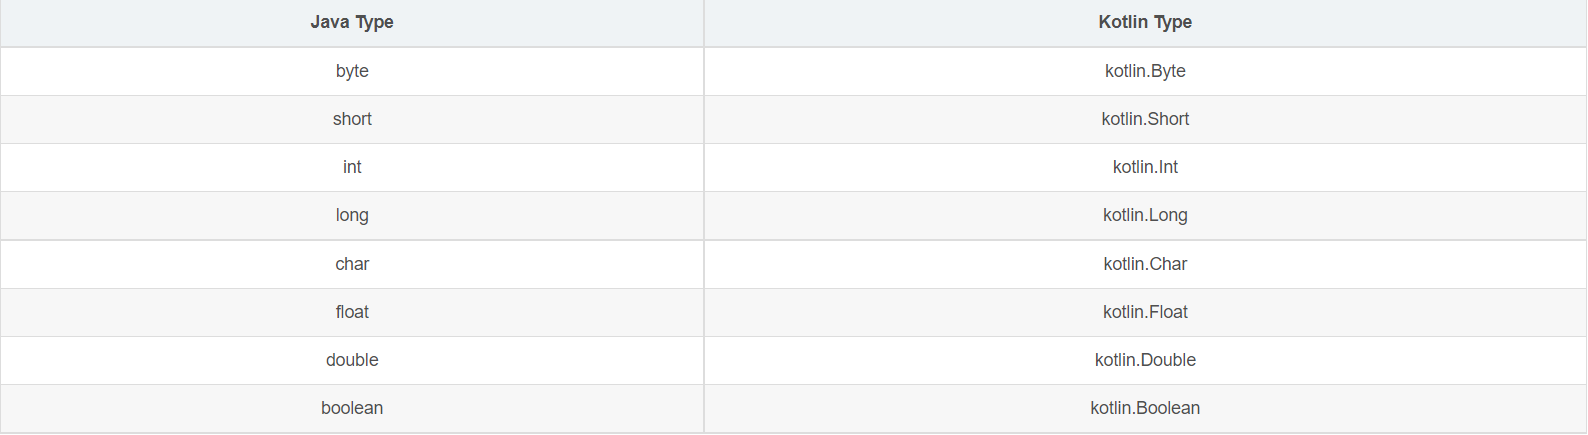 Java Type Kotlin Type
byte kotlin.Byte
short kotlin.Short
int kotlin.Int
long kotlin.Long
char kotlin.Char
float kotlin.Float
double kotlin.Double
boolean kotlin.Boolean